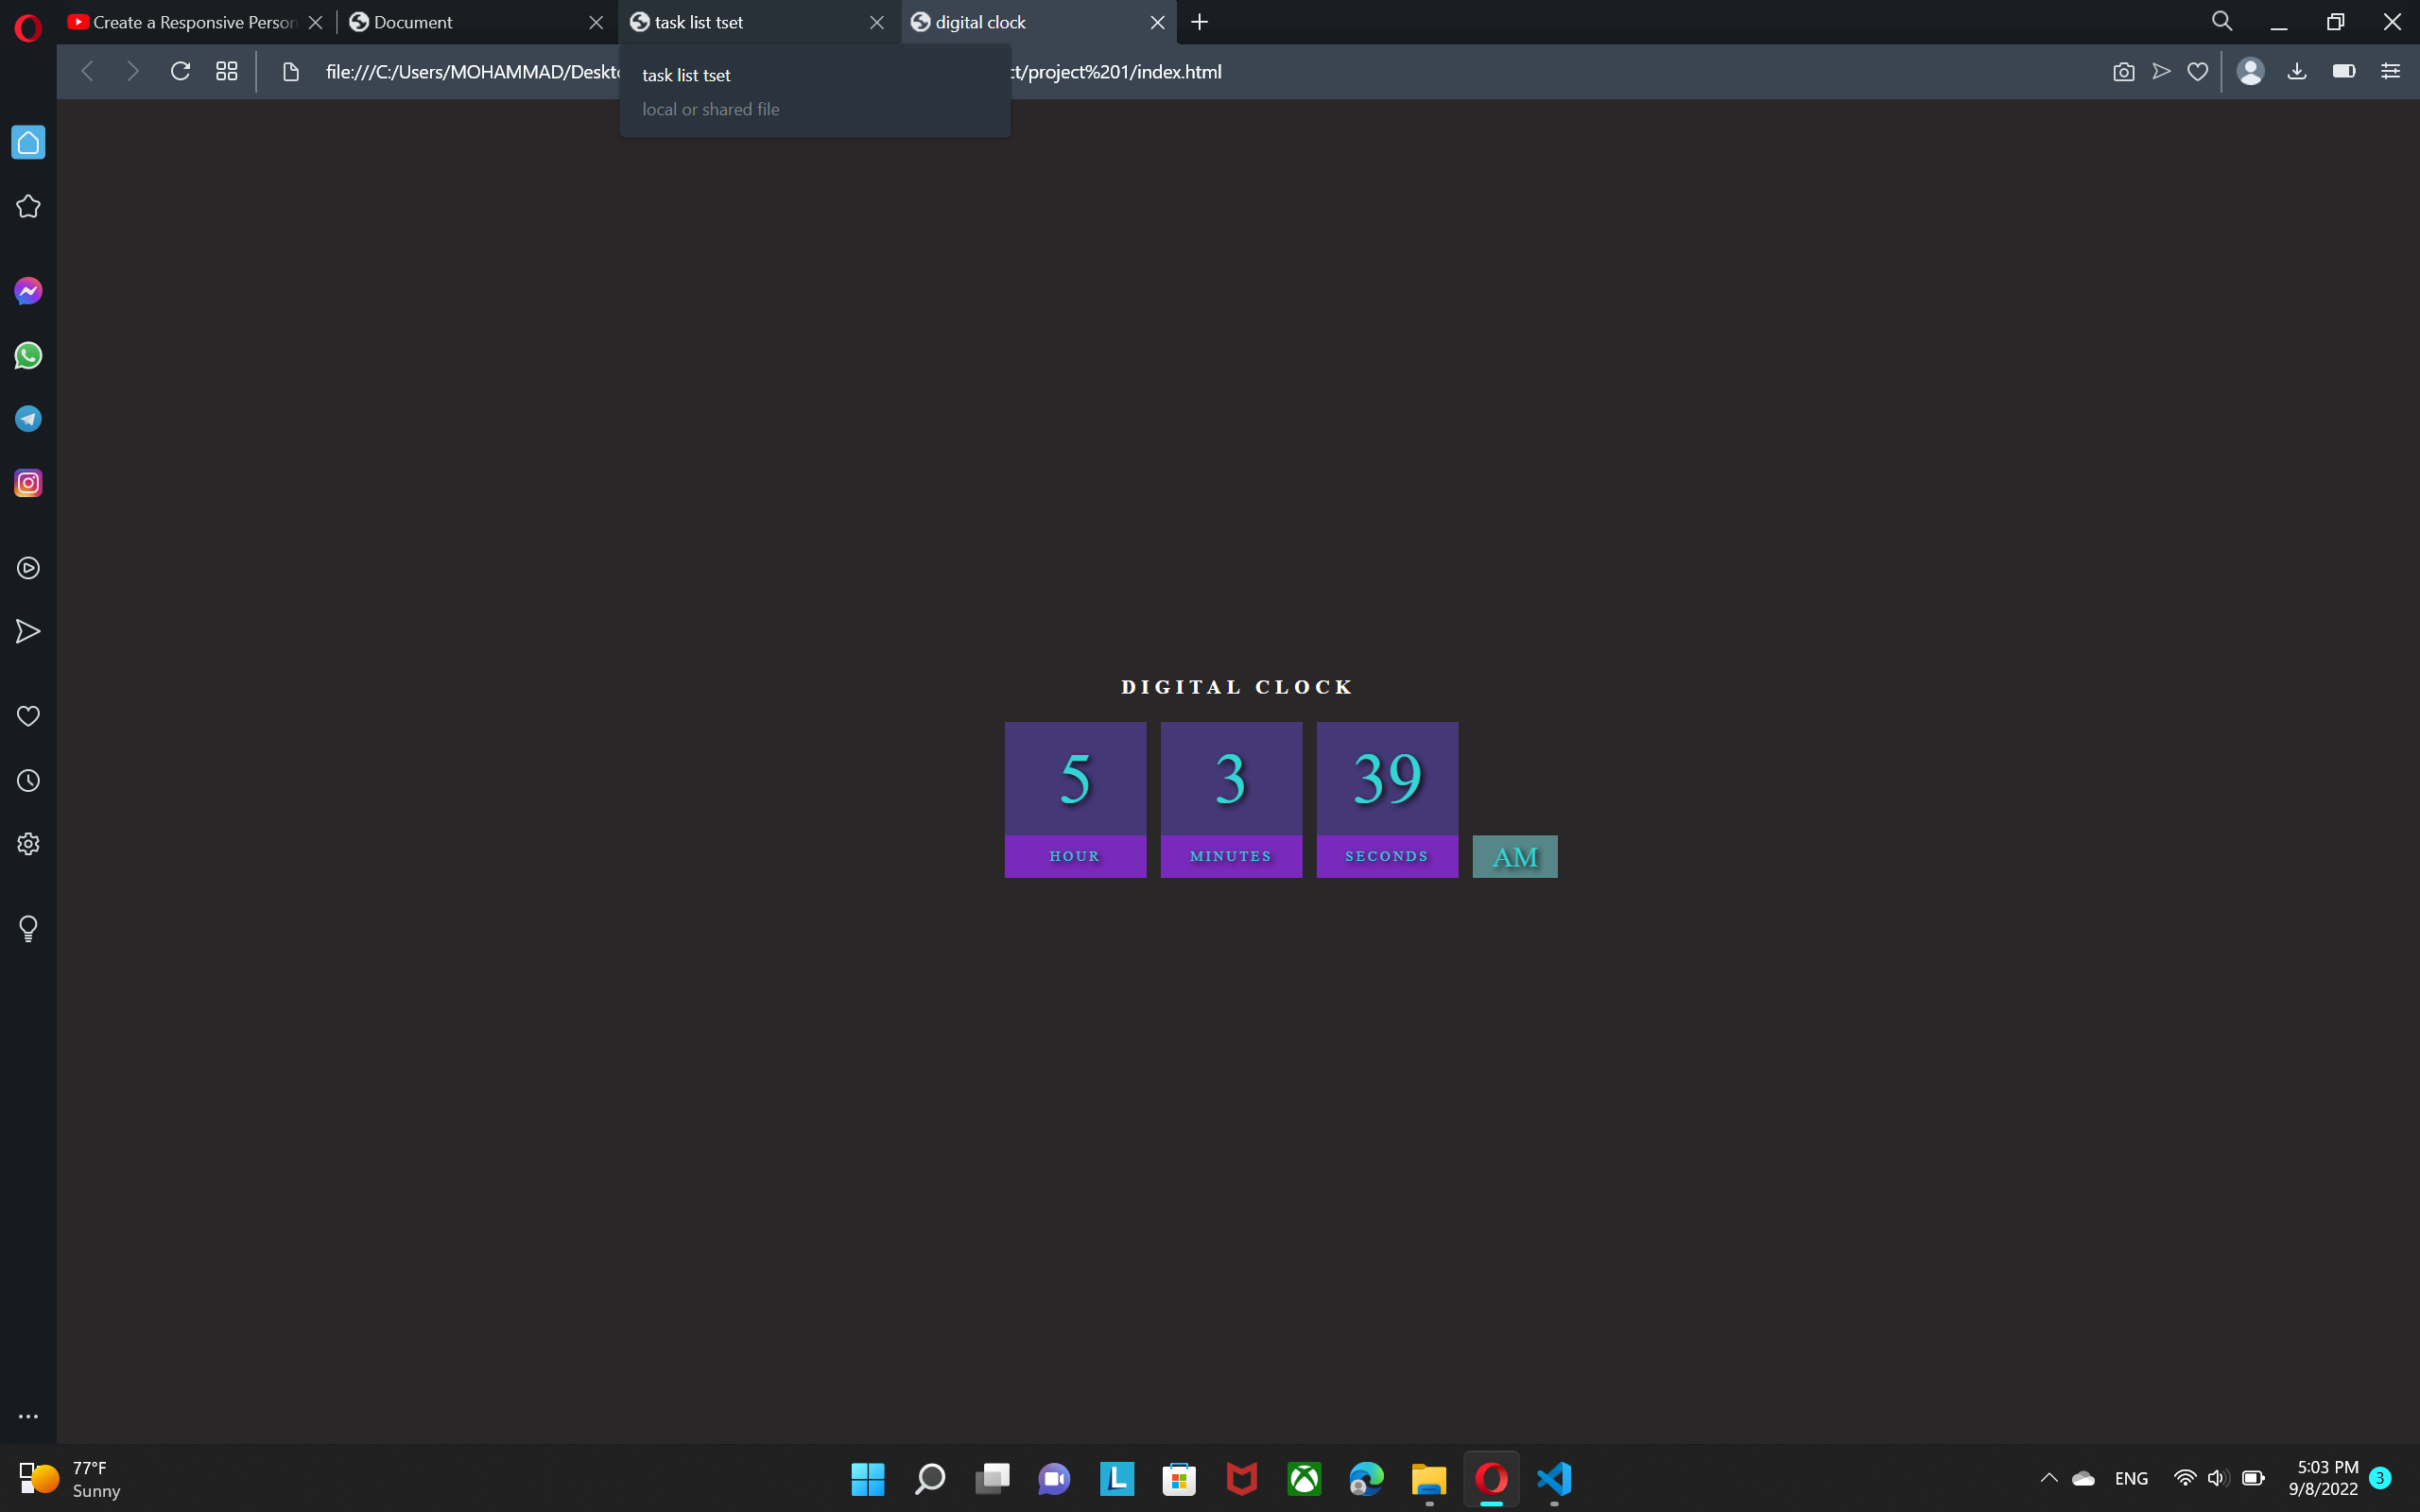 Create a Responsive Person
Document
task list tset
digital clock
file:///C:/Users/MOHAMMAD/Deskto
ct/project%201/index.html
task list tset
local or shared file
DIGITAL CLOCK
5
3
39
HOUR
MINUTES
SECONDS
AM
77°F
Sunny
L
ENG
5:03 PM
9/8/2022
3